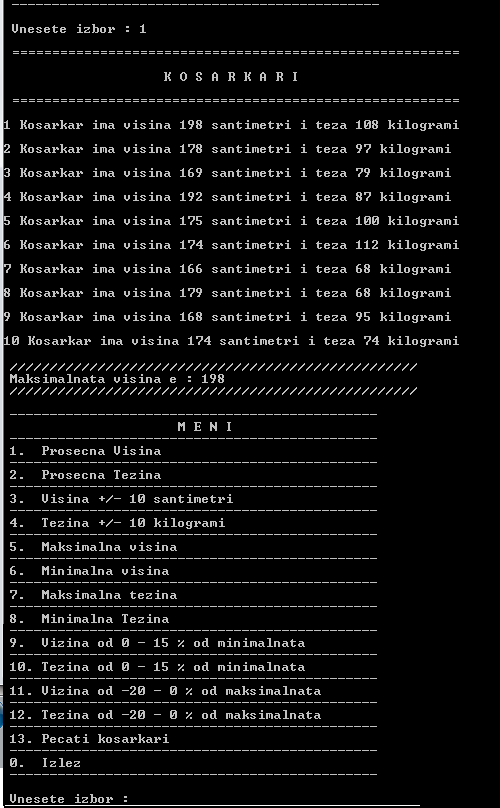 Vnesete izbor : 1
K O S A R K A R I
1 Kosarkar ima visina 198 santimetri i teza 108 kilogrami
2 Kosarkar ima visina 178 santimetri i teza 97 kilogrami
3 Kosarkar ima visina 169 santimetri i teza 79 kilogrami
4 Kosarkar ima visina 192 santimetri i teza 87 kilogrami
5 Kosarkar ima visina 175 santimetri i teza 100 kilogrami
6 Kosarkar ima visina 174 santimetri i teza 112 kilogrami
7 Kosarkar ima visina 166 santimetri i teza 68 kilogrami
8 Kosarkar ima visina 179 santimetri i teza 68 kilogrami
9 Kosarkar ima visina 168 santimetri i teza 95 kilogrami
10 Kosarkar ima visina 174 santimetri i teza 74 kilogrami
Maksimalnata visina e : 198
M E N I
1. Prosecna Visina
2. Prosecna Tezina
3. Visina +/- 10 santimetri
4. Tezina +/- 10 kilogrami
5. Maksimalna visina
6. Minimalna visina
7. Maksimalna tezina
8. Minimalna Tezina
9. Vizina od 0 - 15 % od minimalnata
10. Tezina od 0 - 15 % od minimalnata
11. Vizina od -20 - 0 % od maksimalnata
12. Tezina od -20 - 0 % od maksimalnata
13. Pecati kosarkari
0. Izlez
Vnesete izbor :